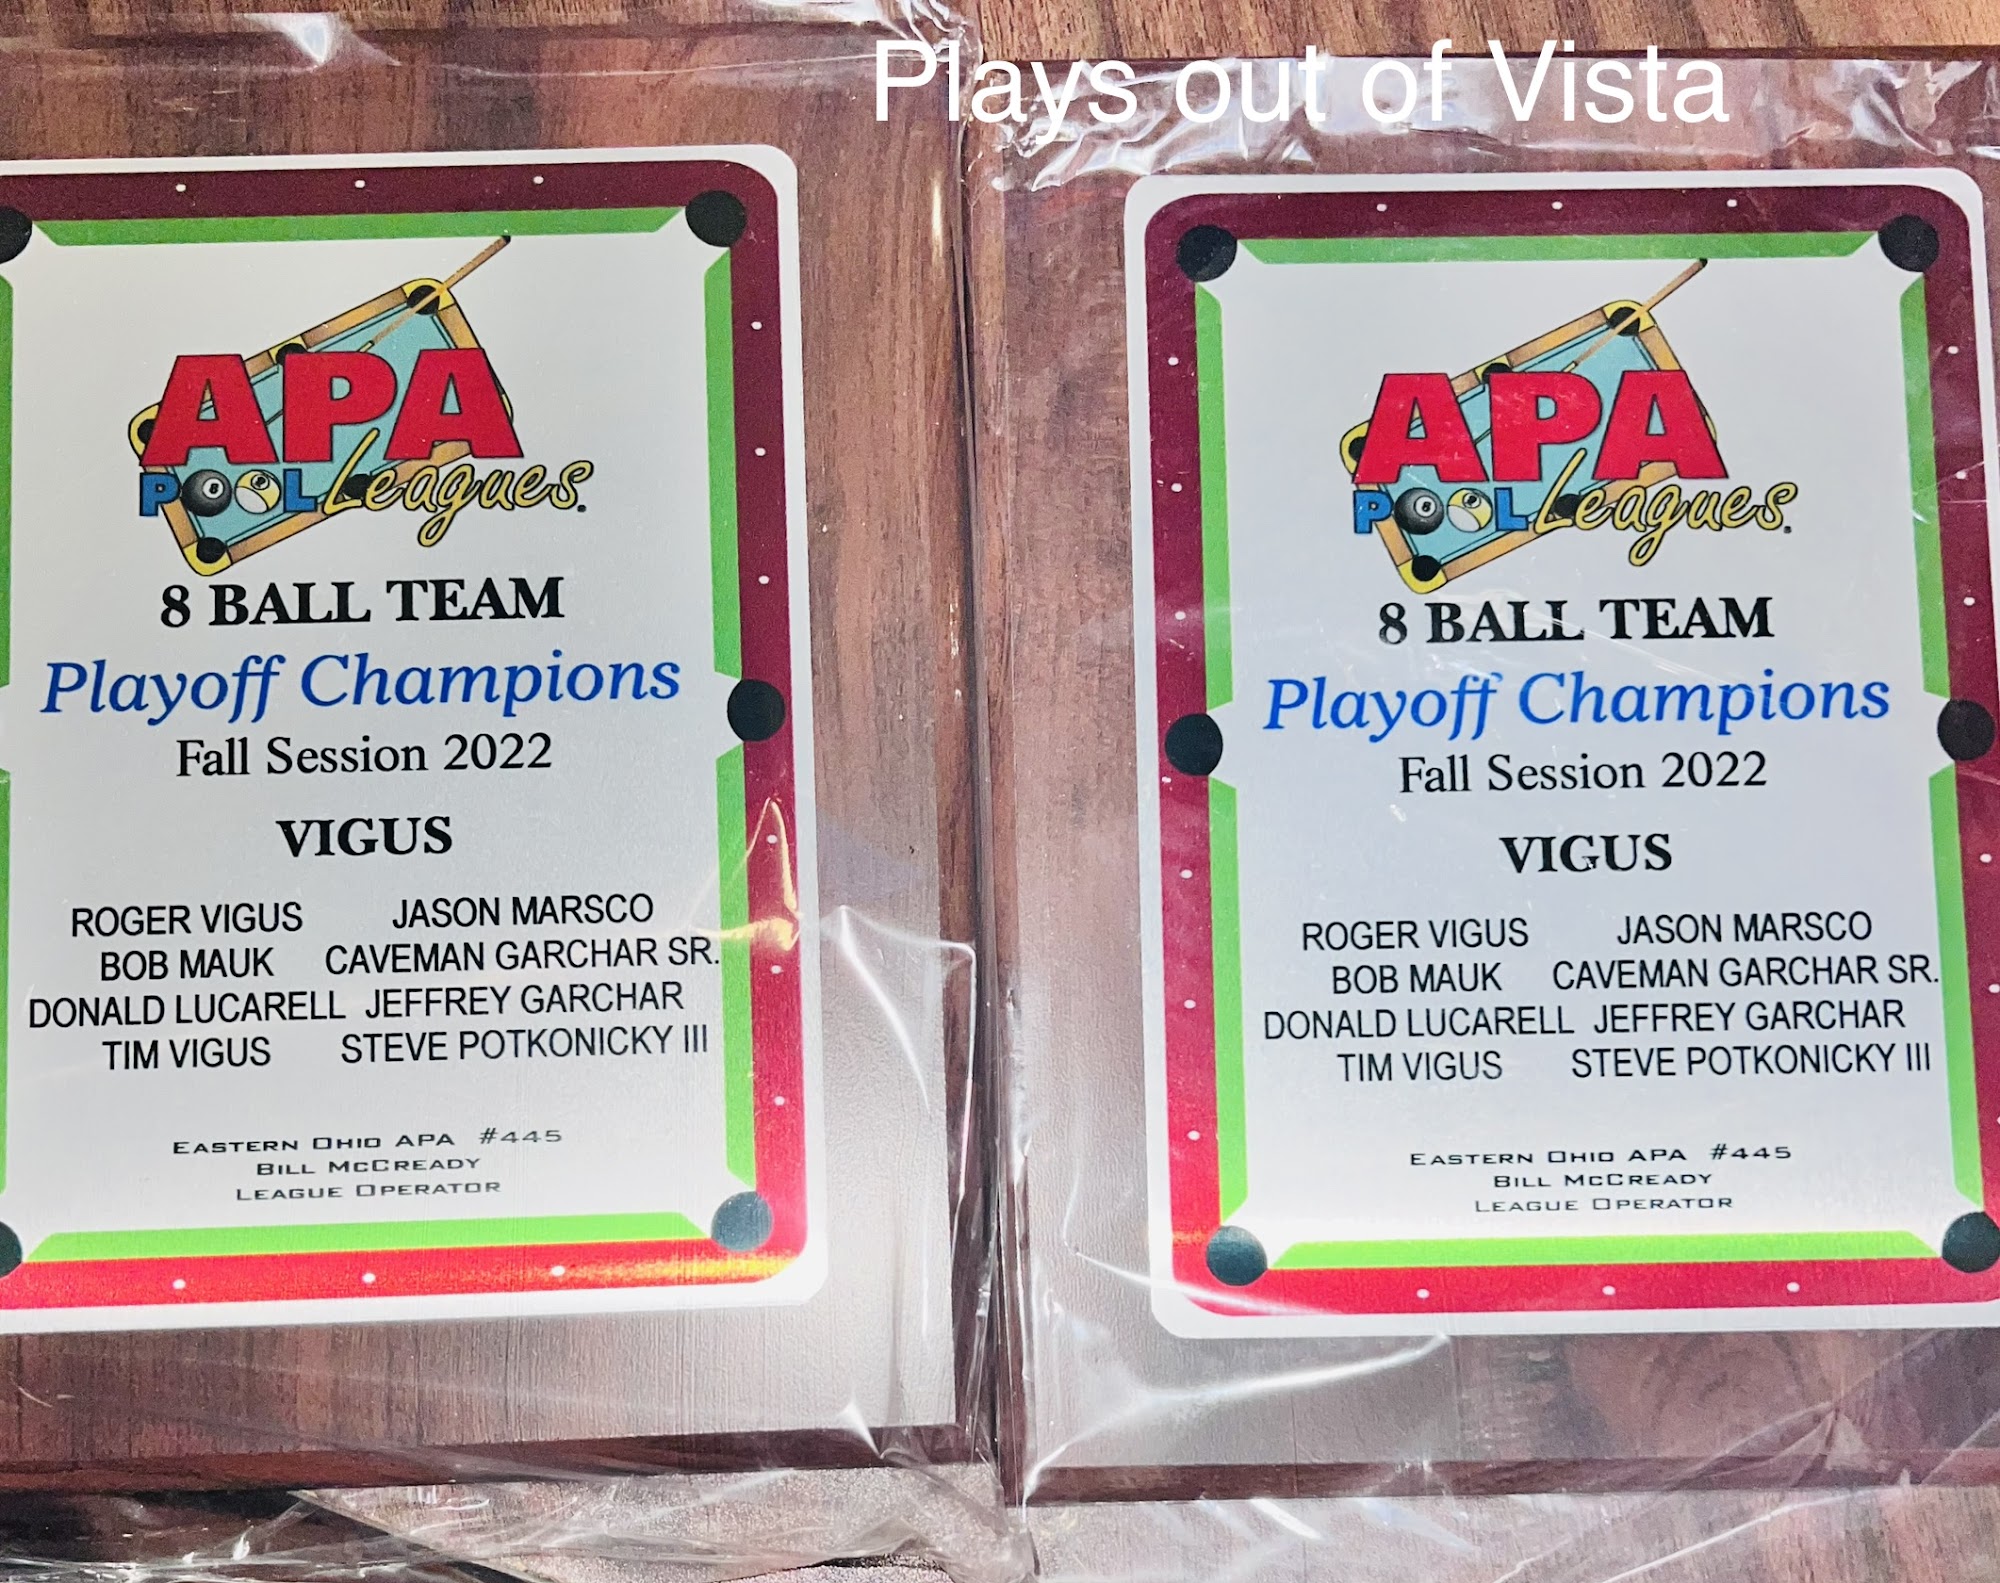 Plays out of Vista
APA
POOL Leagues.
8 BALL TEAM
Playoff Champions
Fall Session 2022
VIGUS
ROGER VIGUS JASON MARSCO
BOB MAUK CAVEMAN GARCHAR SR.
DONALD LUCARELL JEFFREY GARCHAR
TIM VIGUS STEVE POTKONICKY III
EASTERN OHIO APA #445
BILL MCCREADY
LEAGUE OPERATOR
APA
POOL Leagues.
8 BALL TEAM
Playoff Champions
Fall Session 2022
VIGUS
ROGER VIGUS JASON MARSCO
BOB MAUK CAVEMAN GARCHAR SR.
DONALD LUCARELL JEFFREY GARCHAR
TIM VIGUS STEVE POTKONICKY III
EASTERN OHIO APA #445
BILL MCCREADY
LEAGUE OPERATOR